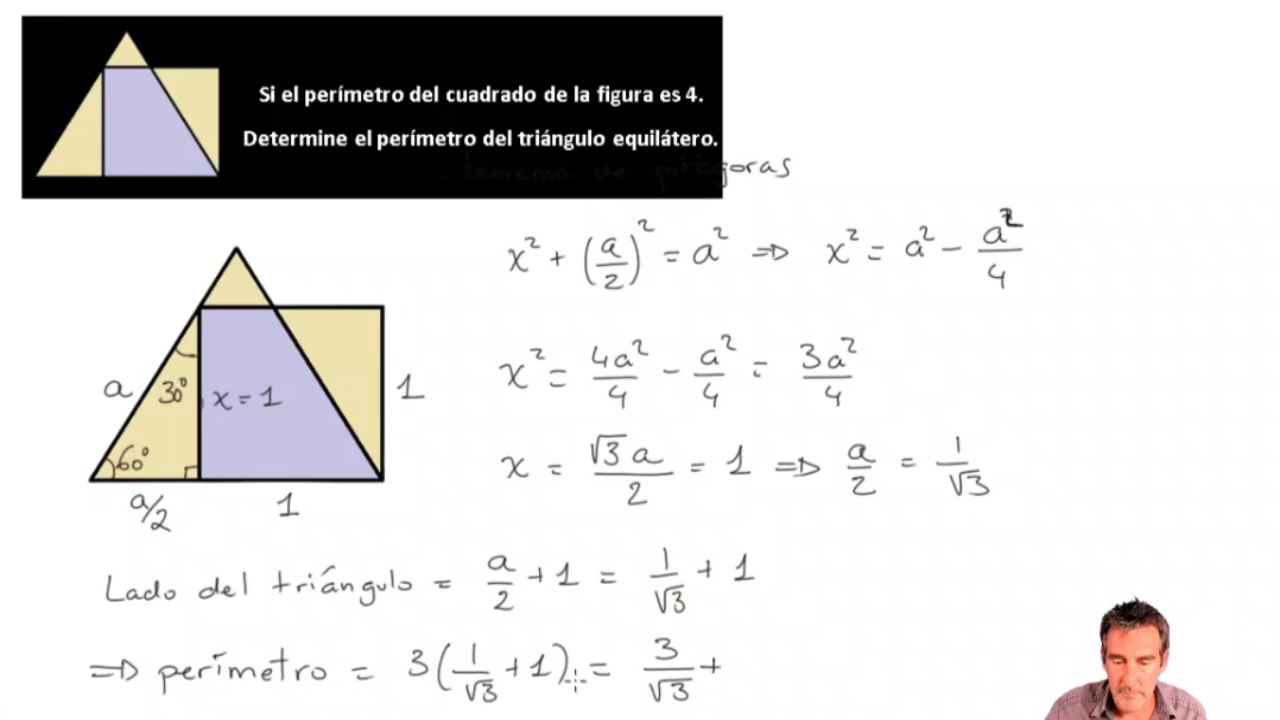 Si el perímetro del cuadrado de la figura es 4.
Determine el perímetro del triángulo equilátero.
teorema de pitágoras
x² + (a/2)² = a² ⇒ x² = a² − a²/4
x² = 4a²/4 − a²/4 = 3a²/4
a 30° x = 1 1
60°
a/2 1
x = √3 a/2 = 1 ⇒ a/2 = 1/√3
Lado del triángulo = a/2 + 1 = 1/√3 + 1
⇒ perímetro = 3(1/√3 + 1) = 3/√3 +